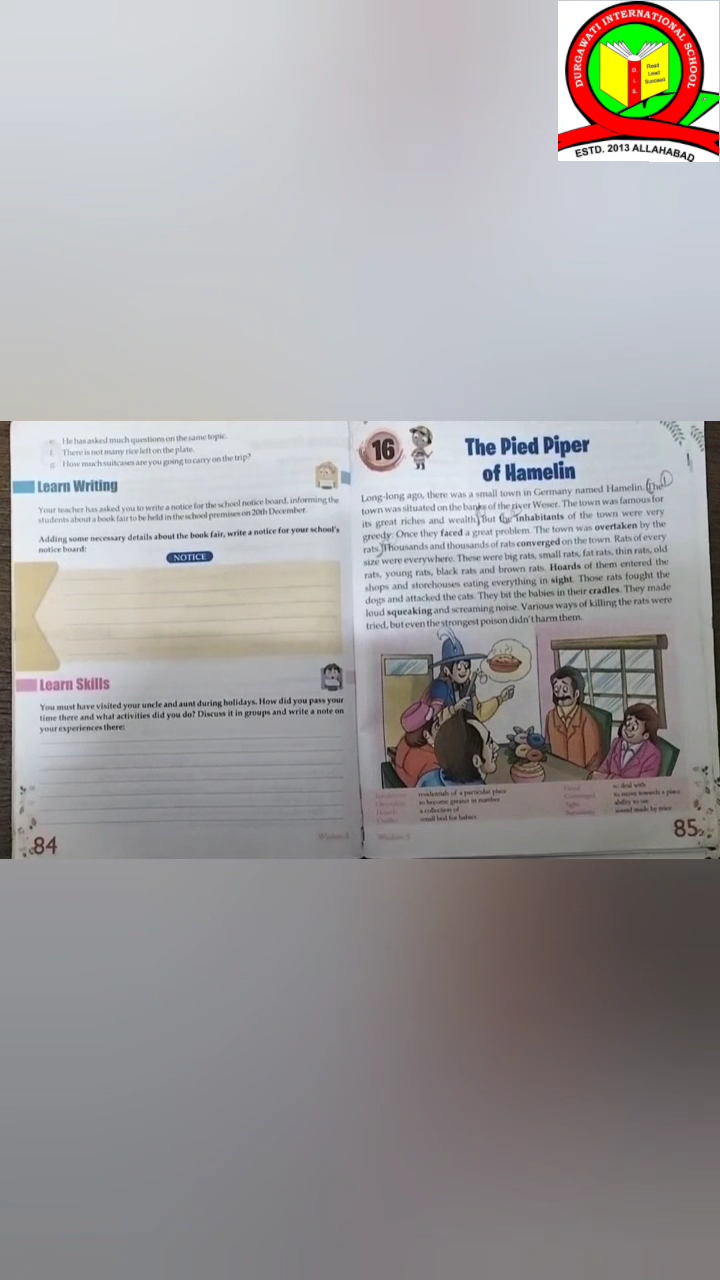 DURGAWATI INTERNATIONAL SCHOOL
D.I.S.
Read
Lead
Succeed
ESTD. 2013 ALLAHABAD
e. He has asked much questions on the same topic.
f. There is not many rice left on the plate.
g. How much suitcases are you going to carry on the trip?
Learn Writing
Your teacher has asked you to write a notice for the school notice board, informing the
students about a book fair to be held in the school premises on 20th December.
Adding some necessary details about the book fair, write a notice for your school's
notice board:
NOTICE
Learn Skills
You must have visited your uncle and aunt during holidays. How did you pass your
time there and what activities did you do? Discuss it in groups and write a note on
your experiences there:
84
16
The Pied Piper
of Hamelin
Long-long ago, there was a small town in Germany named Hamelin. The
town was situated on the banks of the river Weser. The town was famous for
its great riches and wealth. But the inhabitants of the town were very
greedy. Once they faced a great problem. The town was overtaken by the
rats. Thousands and thousands of rats converged on the town. Rats of every
size were everywhere. These were big rats, small rats, fat rats, thin rats, old
rats, young rats, black rats and brown rats. Hoards of them entered the
shops and storehouses eating everything in sight. Those rats fought the
dogs and attacked the cats. They bit the babies in their cradles. They made
loud squeaking and screaming noise. Various ways of killing the rats were
tried, but even the strongest poison didn't harm them.
residentials of a particular place
to become greater in number
a collection of
small bed for babies
to deal with
to move towards a place
ability to see
sound made by mice
85